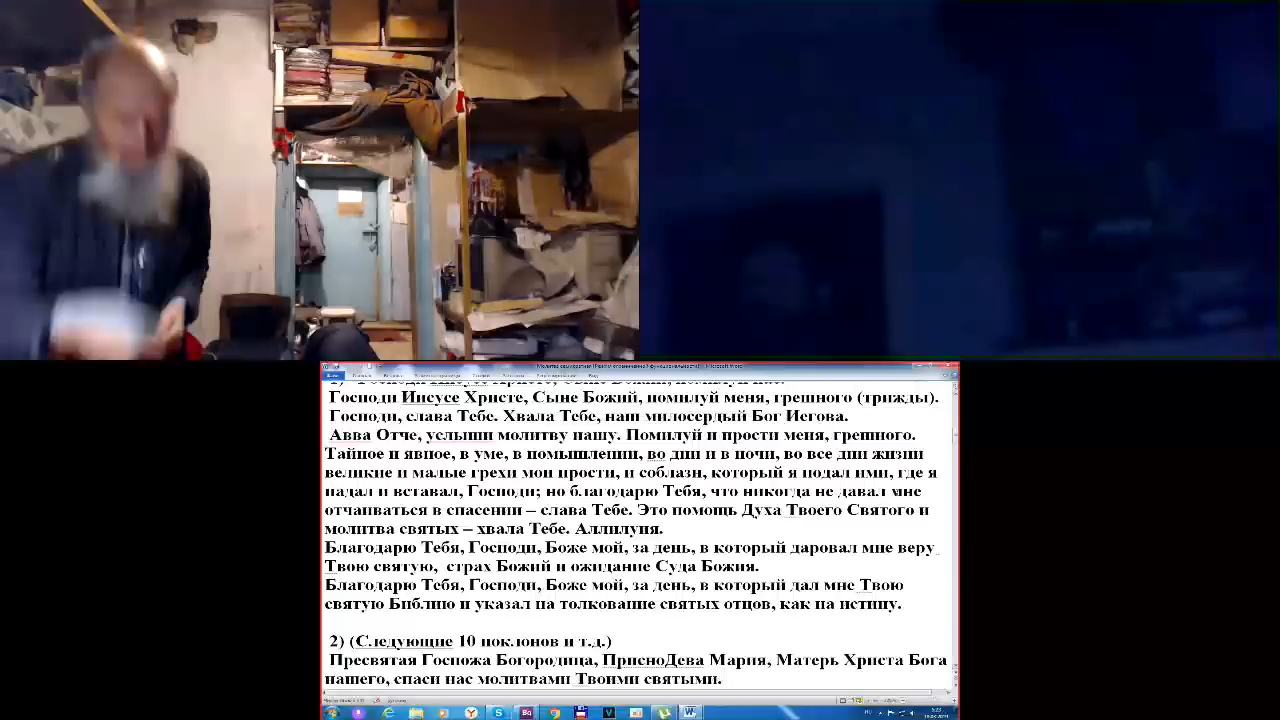 Господи Иисусе Христе, Сыне Божий, помилуй меня, грешного (трижды).
Господи, слава Тебе. Хвала Тебе, наш милосердый Бог Иегова.
Авва Отче, услыши молитву нашу. Помилуй и прости меня, грешного.
Тайное и явное, в уме, в помышлении, во дни и в ночи, во все дни жизни
великие и малые грехи мои прости, и соблазн, который я подал ими, где я
падал и вставал, Господи; но благодарю Тебя, что никогда не давал мне
отчаиваться в спасении – слава Тебе. Это помощь Духа Твоего Святого и
молитва святых – хвала Тебе. Аллилуия.
Благодарю Тебя, Господи, Боже мой, за день, в который даровал мне веру
Твою святую, страх Божий и ожидание Суда Божия.
Благодарю Тебя, Господи, Боже мой, за день, в который дал мне Твою
святую Библию и указал на толкование святых отцов, как на истину.
2) (Следующие 10 поклонов и т.д.)
Пресвятая Госпожа Богородица, ПрисноДева Мария, Матерь Христа Бога
нашего, спаси нас молитвами Твоими святыми.